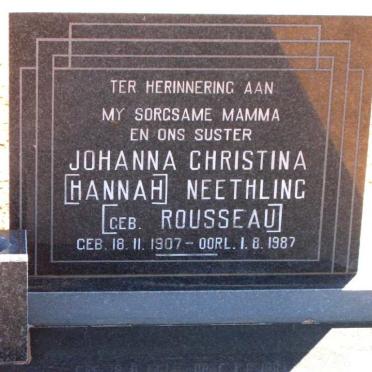 TER HERINNERING AAN
MY SORGSAME MAMMA
EN ONS SUSTER
JOHANNA CHRISTINA
[HANNAH] NEETHLING
[GEB. ROUSSEAU]
GEB. 18. 11. 1907 - OORL. 1. 8. 1987